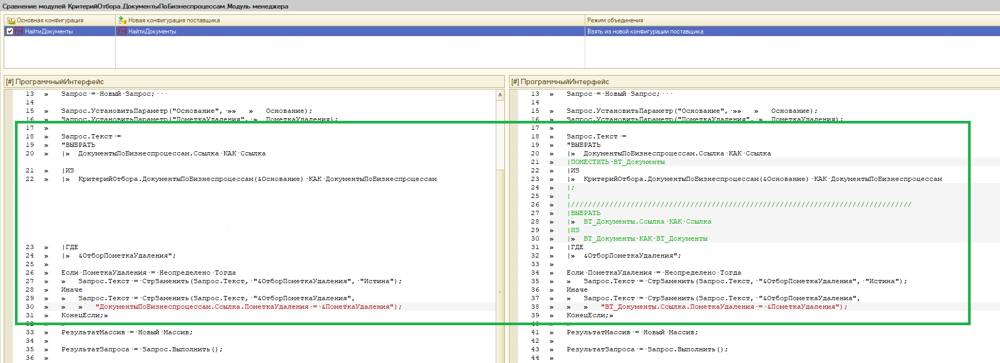 Сравнение модулей КритерийОтбора.ДокументыПоБизнеспроцессам.Модуль менеджера
Основная конфигурация
Новая конфигурация поставщика
Режим объединения
НайтиДокументы
НайтиДокументы
Взять из новой конфигурации поставщика
[#] ПрограммныйИнтерфейс
13 » Запрос·=·Новый·Запрос;····
14
15 » Запрос.УстановитьПараметр("Основание",·»» » Основание);
16 » Запрос.УстановитьПараметр("ПометкаУдаления",·» ПометкаУдаления);
17 »
18 » Запрос.Текст·=
19 » "ВЫБРАТЬ
20 » |» ДокументыПоБизнеспроцессам.Ссылка·КАК·Ссылка
21 » |ИЗ
22 » |» КритерийОтбора.ДокументыПоБизнеспроцессам(&Основание)·КАК·ДокументыПоБизнеспроцессам
23 » |ГДЕ
24 » |» &ОтборПометкаУдаления";
25 »
26 » Если·ПометкаУдаления·=·Неопределено·Тогда
27 » » Запрос.Текст·=·СтрЗаменить(Запрос.Текст,·"&ОтборПометкаУдаления",·"Истина");
28 » Иначе
29 » » Запрос.Текст·=·СтрЗаменить(Запрос.Текст,·"&ОтборПометкаУдаления",
30 » » » "ДокументыПоБизнеспроцессам.Ссылка.ПометкаУдаления·=·&ПометкаУдаления");
31 » КонецЕсли;»
32 »
33 » РезультатМассив·=·Новый·Массив;
34 »
35 » РезультатЗапроса·=·Запрос.Выполнить();
36 »
[#] ПрограммныйИнтерфейс
13 » Запрос·=·Новый·Запрос;····
14
15 » Запрос.УстановитьПараметр("Основание",·»» » Основание);
16 » Запрос.УстановитьПараметр("ПометкаУдаления",·» ПометкаУдаления);
17 »
18 » Запрос.Текст·=
19 » "ВЫБРАТЬ
20 » |» ДокументыПоБизнеспроцессам.Ссылка·КАК·Ссылка
21 » |ПОМЕСТИТЬ·ВТ_Документы
22 » |ИЗ
23 » |» КритерийОтбора.ДокументыПоБизнеспроцессам(&Основание)·КАК·ДокументыПоБизнеспроцессам
24 » |;
25 » |
26 » |////////////////////////////////////////////////////////////////////////////////
27 » |ВЫБРАТЬ
28 » |» ВТ_Документы.Ссылка·КАК·Ссылка
29 » |ИЗ
30 » |» ВТ_Документы·КАК·ВТ_Документы
31 » |ГДЕ
32 » |» &ОтборПометкаУдаления";
33 »
34 » Если·ПометкаУдаления·=·Неопределено·Тогда
35 » » Запрос.Текст·=·СтрЗаменить(Запрос.Текст,·"&ОтборПометкаУдаления",·"Истина");
36 » Иначе
37 » » Запрос.Текст·=·СтрЗаменить(Запрос.Текст,·"&ОтборПометкаУдаления",
38 » » » "ВТ_Документы.Ссылка.ПометкаУдаления·=·&ПометкаУдаления");
39 » КонецЕсли;»
40 »
41 » РезультатМассив·=·Новый·Массив;
42 »
43 » РезультатЗапроса·=·Запрос.Выполнить();
44 »